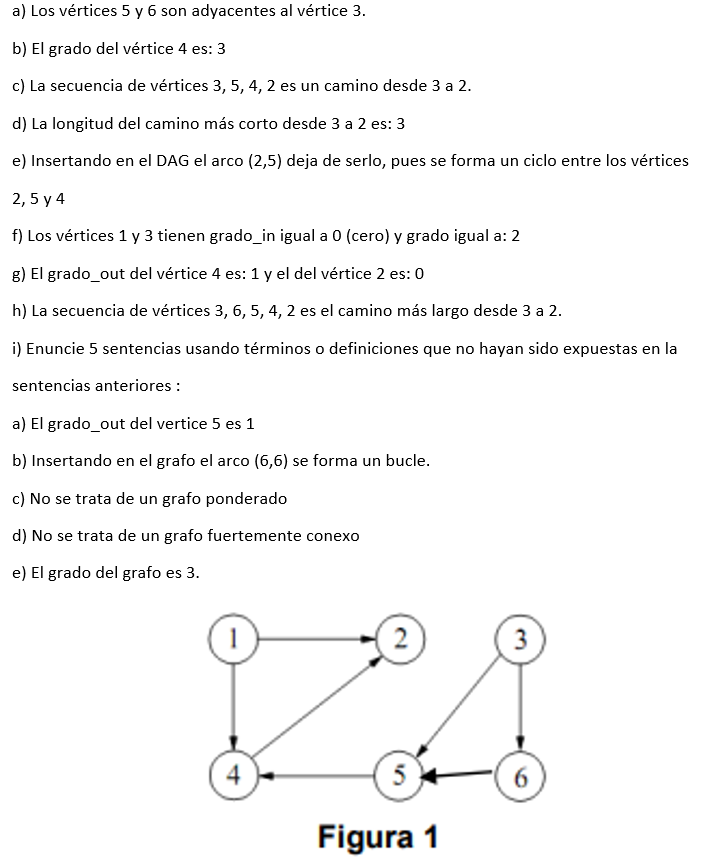 a) Los vértices 5 y 6 son adyacentes al vértice 3.
b) El grado del vértice 4 es: 3
c) La secuencia de vértices 3, 5, 4, 2 es un camino desde 3 a 2.
d) La longitud del camino más corto desde 3 a 2 es: 3
e) Insertando en el DAG el arco (2,5) deja de serlo, pues se forma un ciclo entre los vértices
2, 5 y 4
f) Los vértices 1 y 3 tienen grado_in igual a 0 (cero) y grado igual a: 2
g) El grado_out del vértice 4 es: 1 y el del vértice 2 es: 0
h) La secuencia de vértices 3, 6, 5, 4, 2 es el camino más largo desde 3 a 2.
i) Enuncie 5 sentencias usando términos o definiciones que no hayan sido expuestas en la
sentencias anteriores :
a) El grado_out del vertice 5 es 1
b) Insertando en el grafo el arco (6,6) se forma un bucle.
c) No se trata de un grafo ponderado
d) No se trata de un grafo fuertemente conexo
e) El grado del grafo es 3.
1 2 3
4 5 6
Figura 1